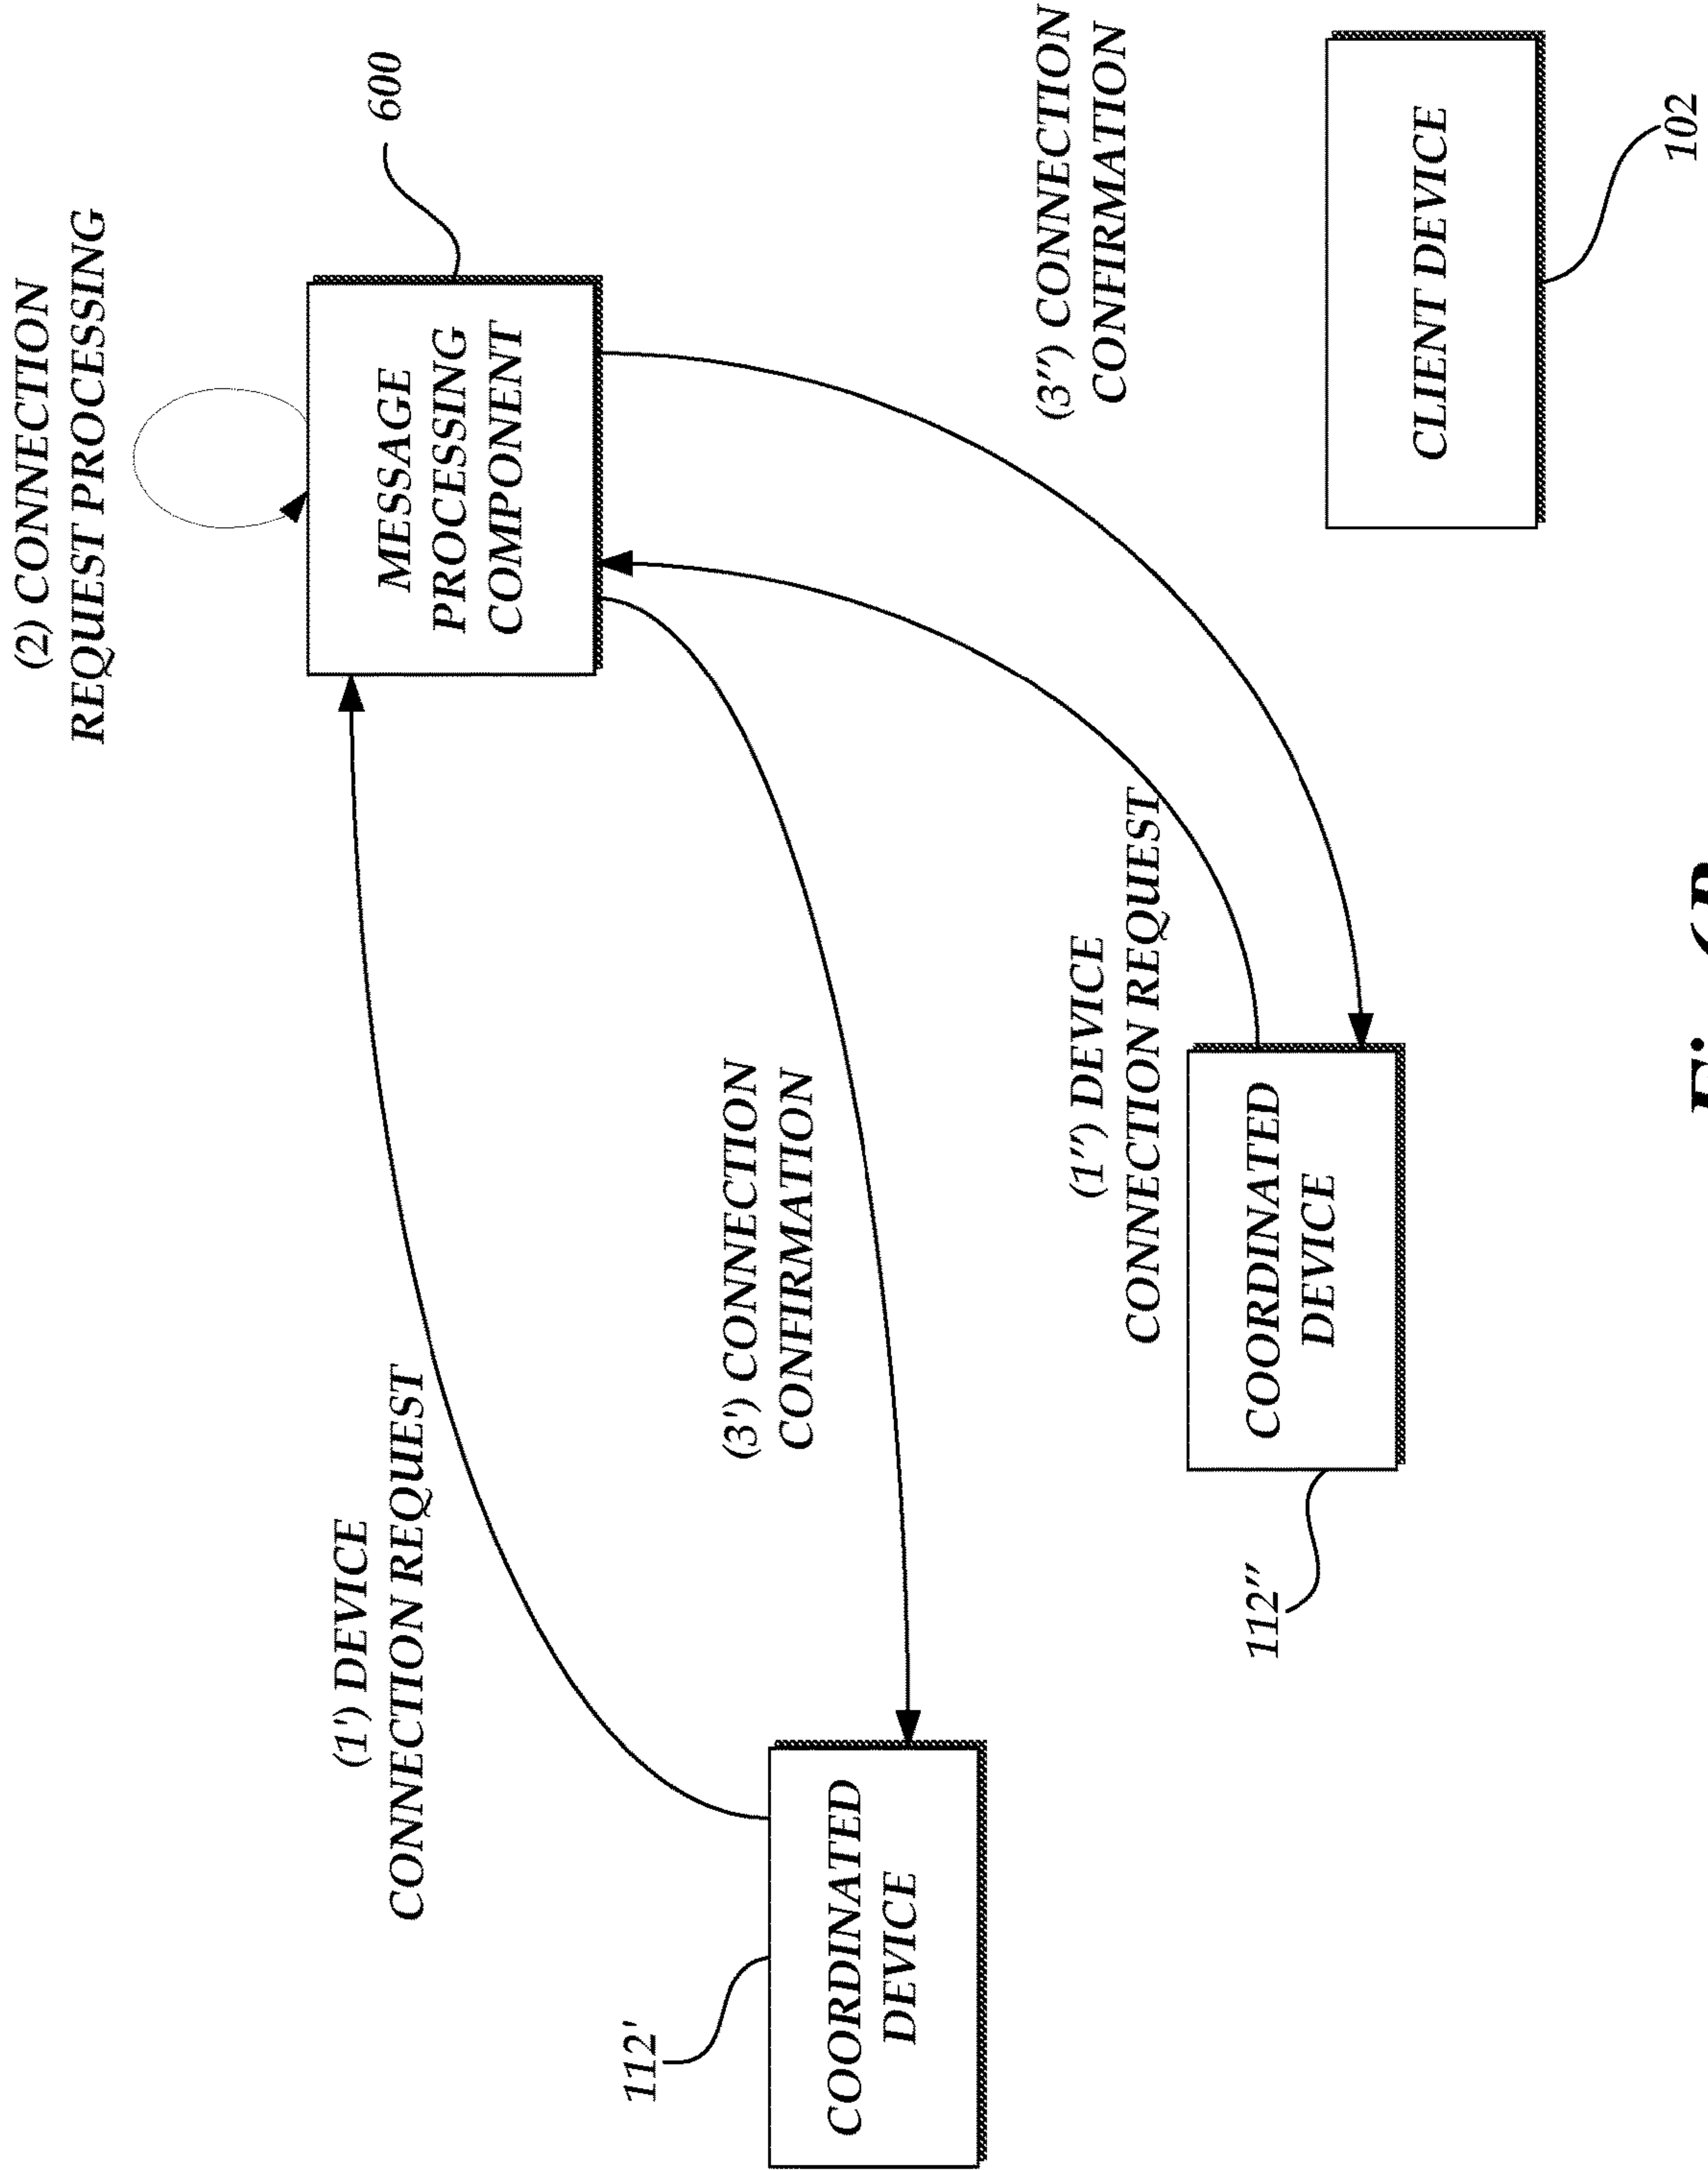 (2) CONNECTION
REQUEST PROCESSING
(1') DEVICE
CONNECTION REQUEST
600
MESSAGE
PROCESSING
COMPONENT
112'
(3') CONNECTION
CONFIRMATION
COORDINATED
DEVICE
(3'') CONNECTION
CONFIRMATION
(1'') DEVICE
CONNECTION REQUEST
112''
COORDINATED
DEVICE
CLIENT DEVICE
102